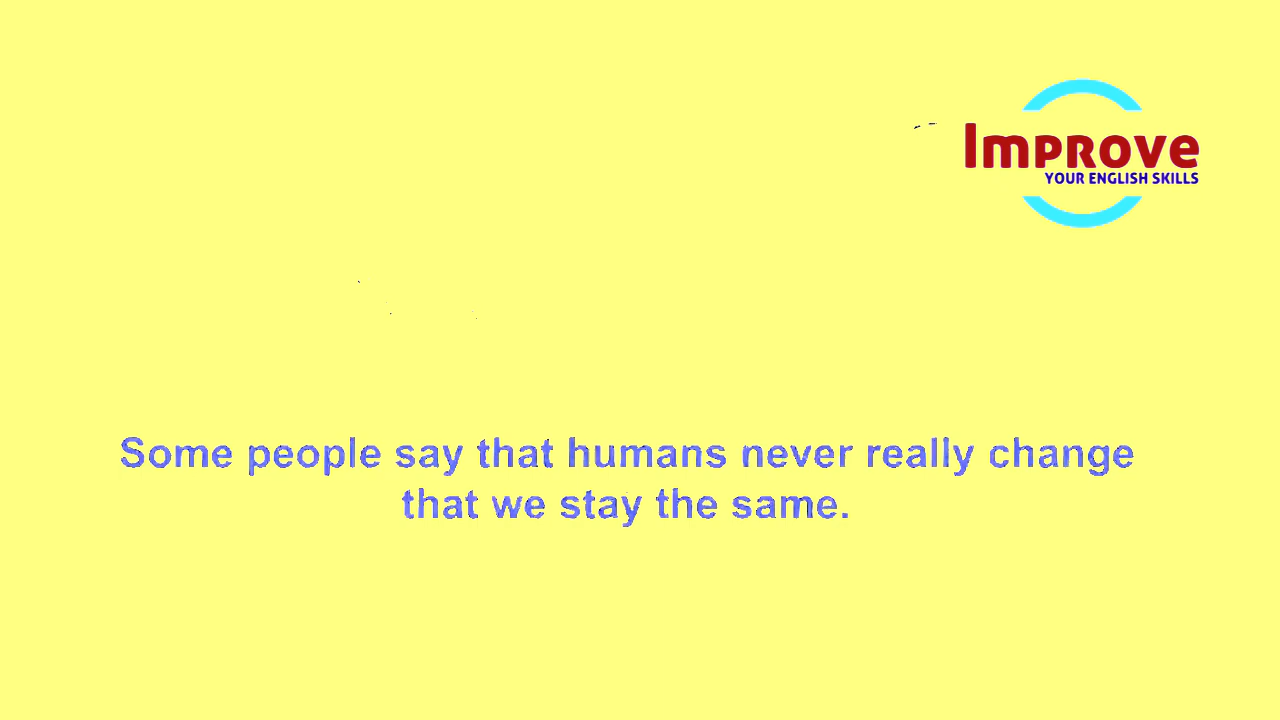 Improve
YOUR ENGLISH SKILLS
Some people say that humans never really change
that we stay the same.